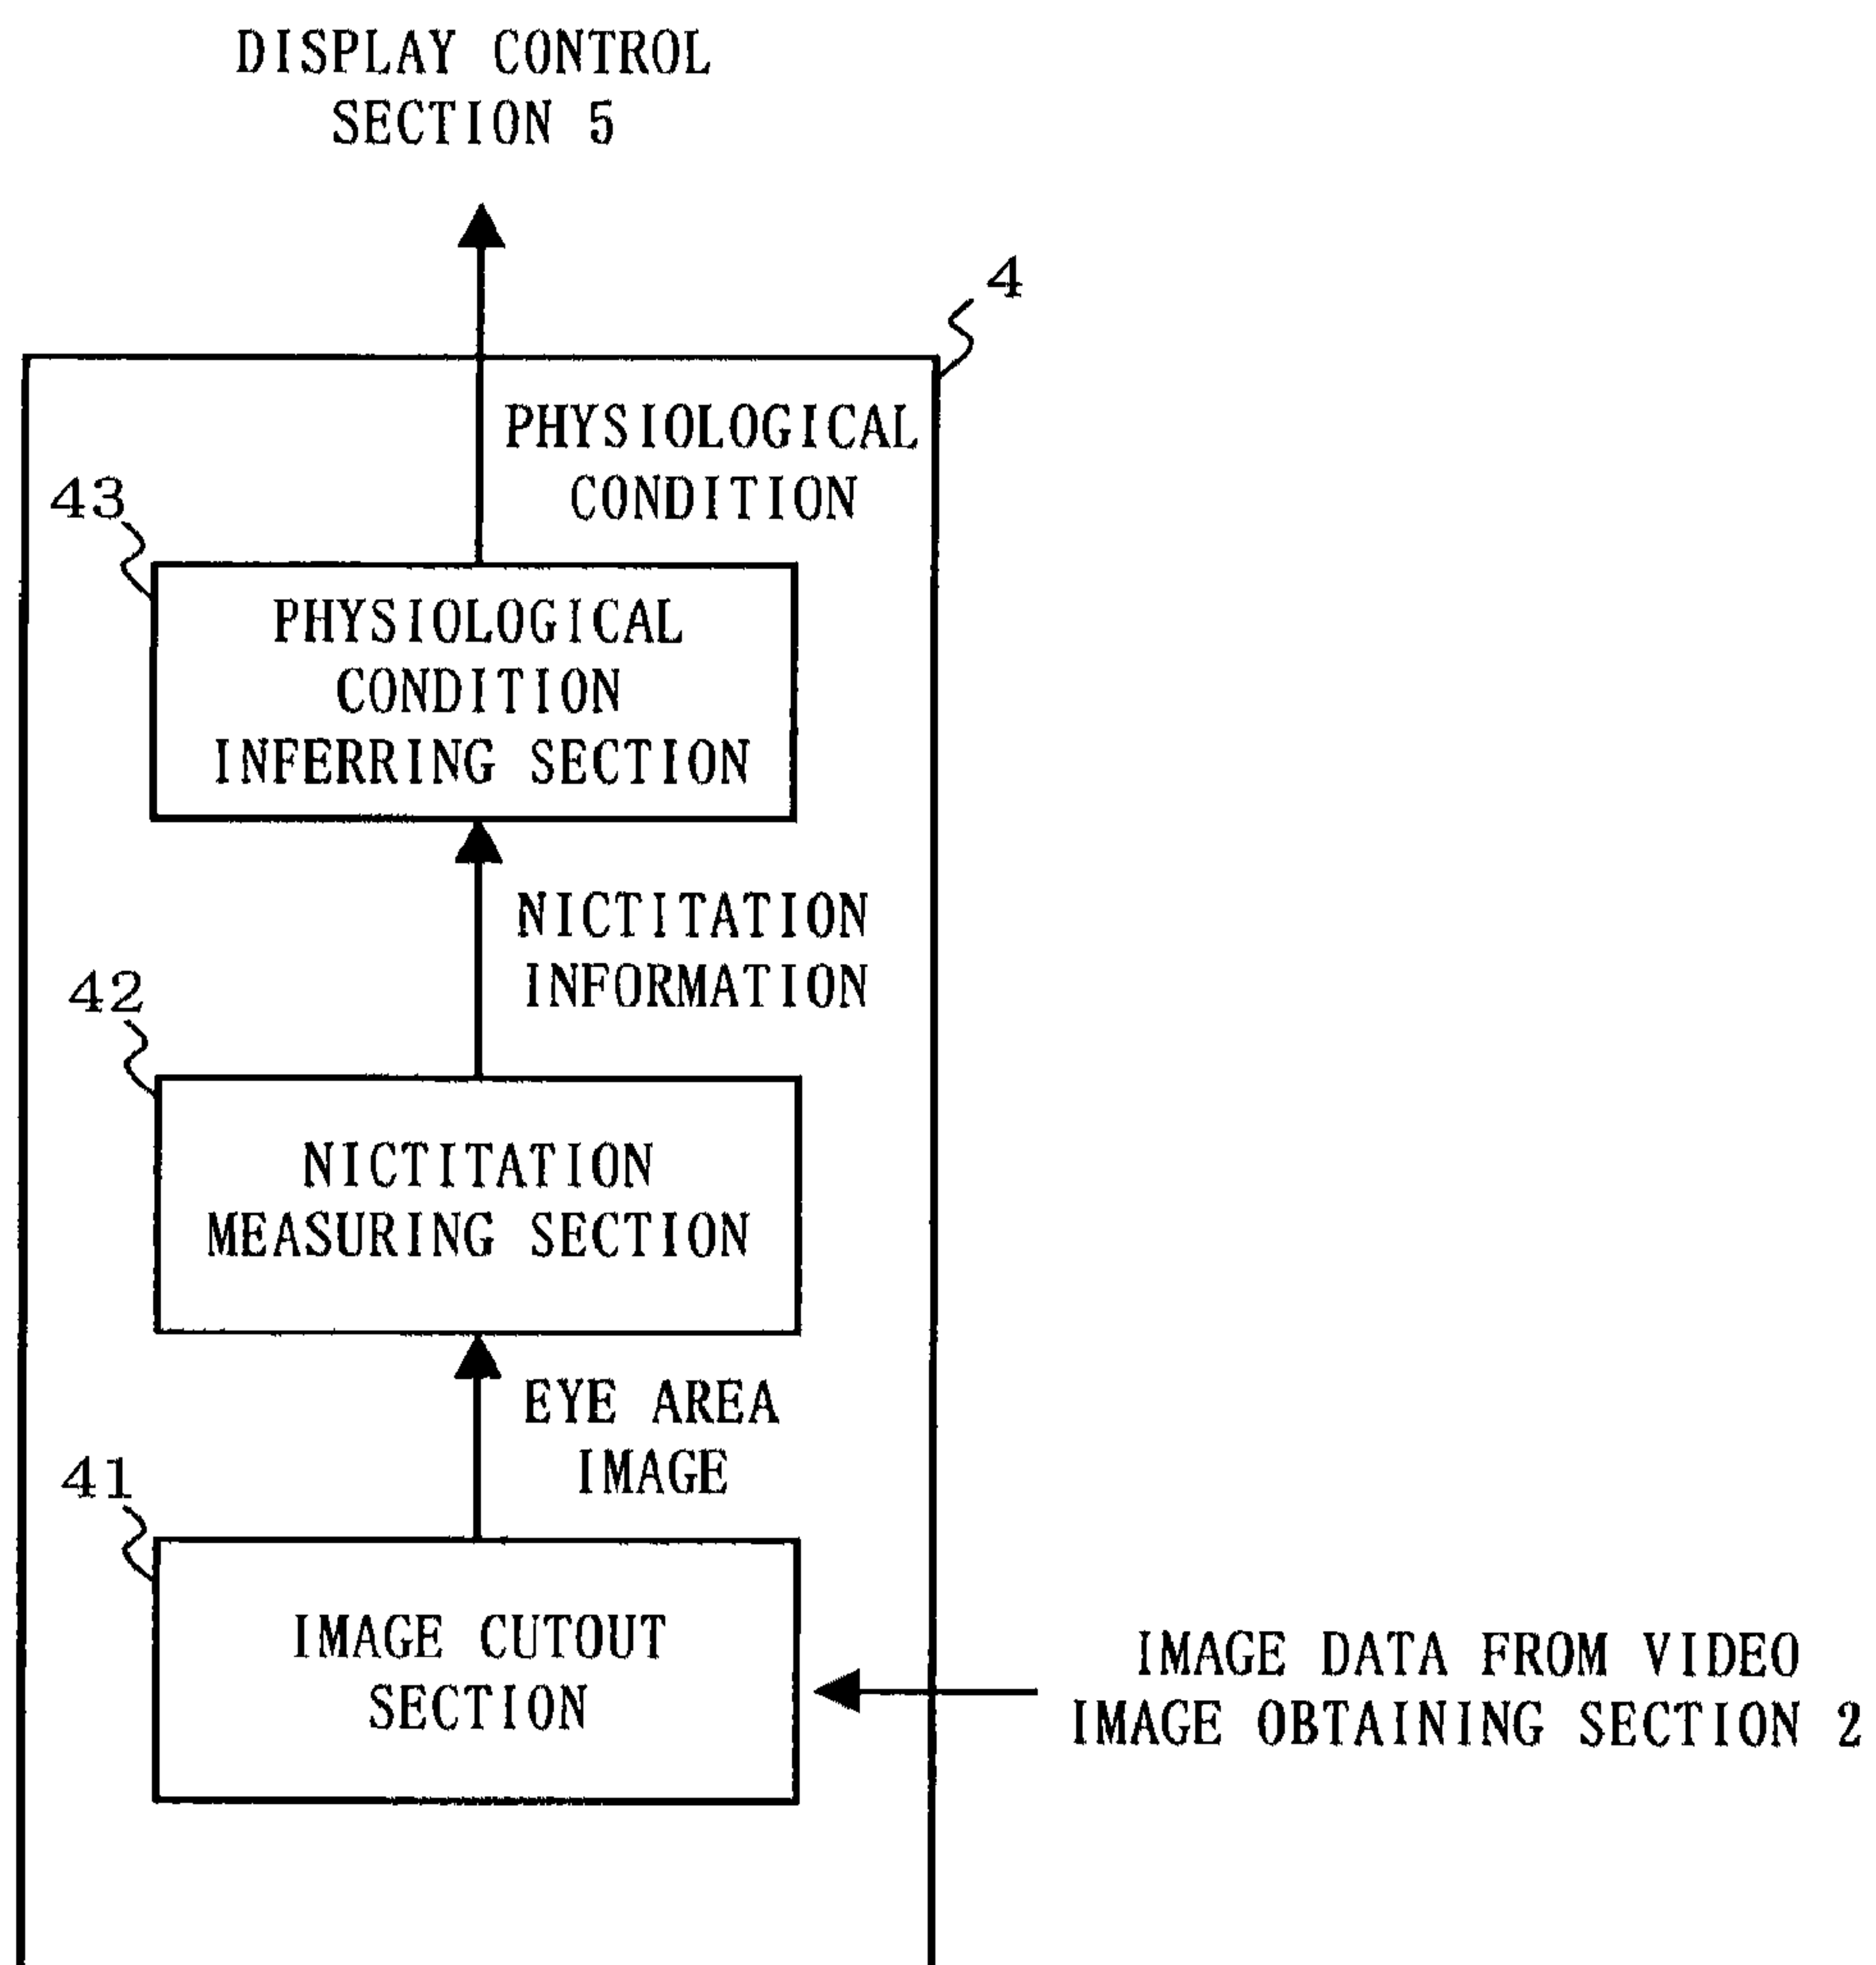 DISPLAY CONTROL
SECTION 5
4
PHYSIOLOGICAL
CONDITION
43
PHYSIOLOGICAL
CONDITION
INFERRING SECTION
NICTITATION
INFORMATION
42
NICTITATION
MEASURING SECTION
EYE AREA
IMAGE
41
IMAGE CUTOUT
SECTION
IMAGE DATA FROM VIDEO
IMAGE OBTAINING SECTION 2